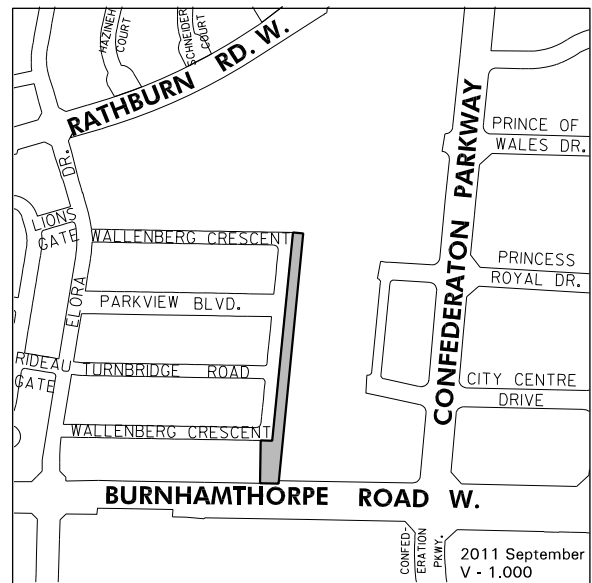 HAZINEH
COURT
SCHNEIDER
COURT
RATHBURN RD. W.
PRINCE OF
WALES DR.
CONFEDERATON PARKWAY
DR.
ELORA
LIONS
GATE
WALLENBERG CRESCENT
PRINCESS
ROYAL DR.
PARKVIEW BLVD.
RIDEAU
GATE
TURNBRIDGE ROAD
CITY CENTRE
DRIVE
WALLENBERG CRESCENT
BURNHAMTHORPE ROAD W.
CONFED-
ERATION
PKWY.
2011 September
V - 1.000